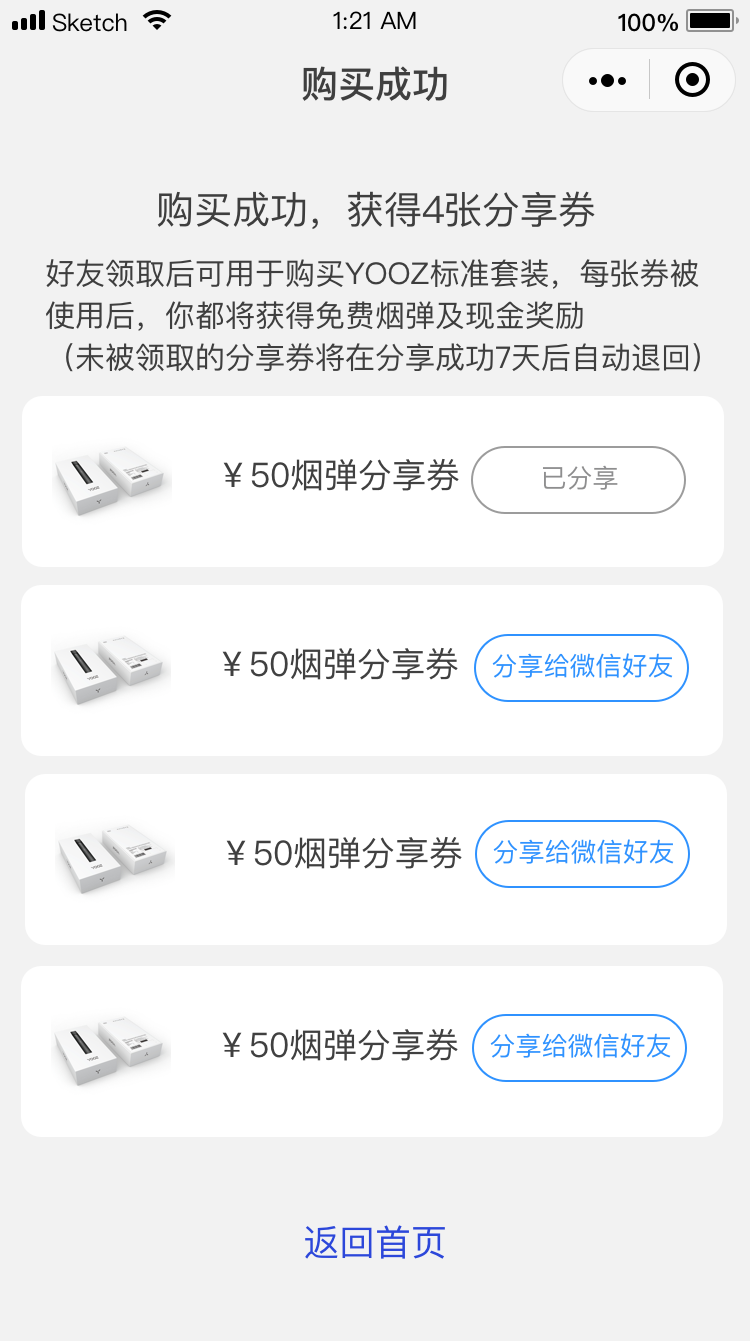 Sketch 1:21 AM 100%
购买成功
购买成功，获得4张分享券
好友领取后可用于购买YOOZ标准套装，每张券被
使用后，你都将获得免费烟弹及现金奖励
（未被领取的分享券将在分享成功7天后自动退回）
YOOZ
￥50烟弹分享券 已分享
YOOZ
￥50烟弹分享券 分享给微信好友
YOOZ
￥50烟弹分享券 分享给微信好友
YOOZ
￥50烟弹分享券 分享给微信好友
返回首页